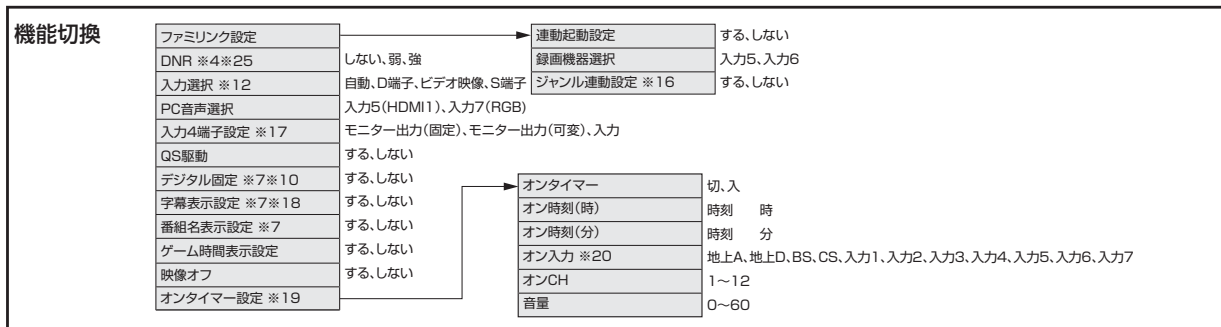 機能切換
ファミリンク設定
連動起動設定 する、しない
録画機器選択 入力5、入力6
ジャンル連動設定 ※16 する、しない
DNR ※4※25 しない、弱、強
入力選択 ※12 自動、D端子、ビデオ映像、S端子
PC音声選択 入力5(HDMI1)、入力7(RGB)
入力4端子設定 ※17 モニター出力(固定)、モニター出力(可変)、入力
QS駆動 する、しない
デジタル固定 ※7※10 する、しない
字幕表示設定 ※7※18 する、しない
番組名表示設定 ※7 する、しない
ゲーム時間表示設定 する、しない
映像オフ する、しない
オンタイマー設定 ※19
オンタイマー 切、入
オン時刻(時) 時刻 時
オン時刻(分) 時刻 分
オン入力 ※20 地上A、地上D、BS、CS、入力1、入力2、入力3、入力4、入力5、入力6、入力7
オンCH 1〜12
音量 0〜60